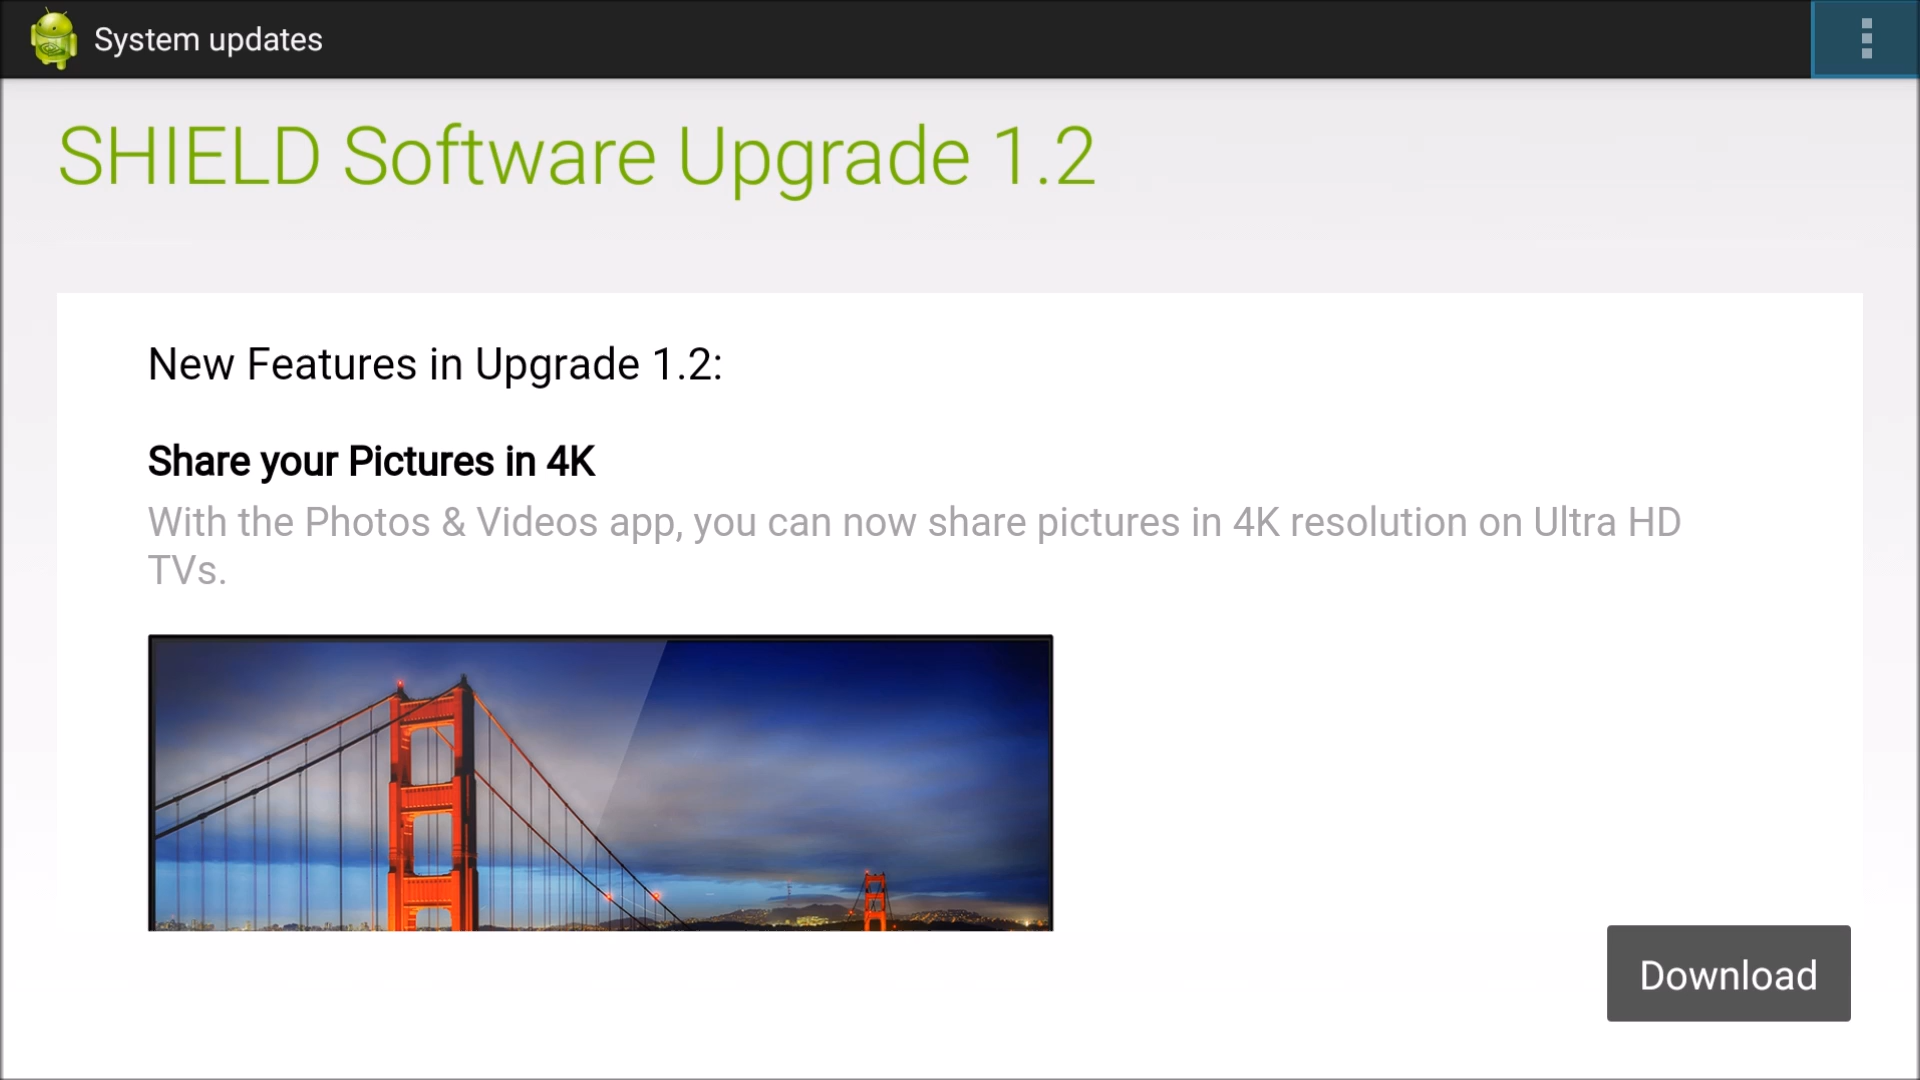 System updates
SHIELD Software Upgrade 1.2
New Features in Upgrade 1.2:
Share your Pictures in 4K
With the Photos & Videos app, you can now share pictures in 4K resolution on Ultra HD
TVs.
Download